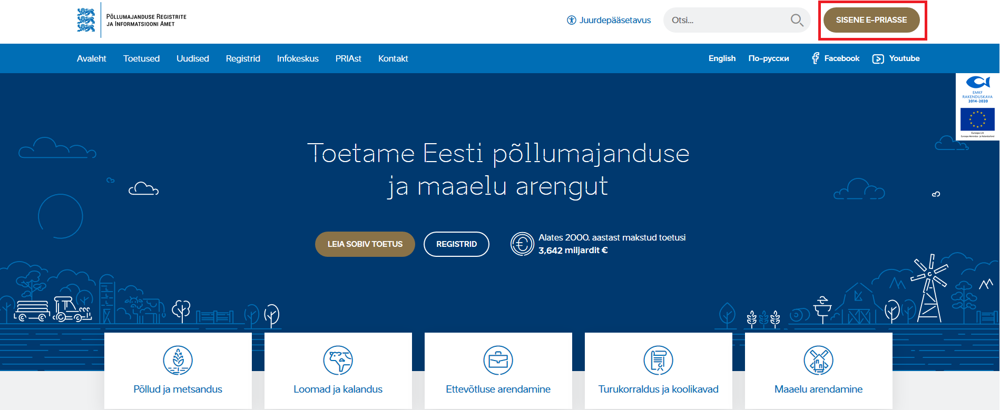 Põllumajanduse Registrite
ja Informatsiooni Amet
Juurdepääsetavus
Otsi...
SISENE E-PRIASSE
Avaleht Toetused Uudised Registrid Infokeskus PRIAst Kontakt
English По-русски Facebook Youtube
EMKF
RAKENDUSKAVA
2014-2020
Euroopa Liit
Euroopa Merendus- ja Kalandusfond
Toetame Eesti põllumajanduse
ja maaelu arengut
LEIA SOBIV TOETUS
REGISTRID
Alates 2000. aastast makstud toetusi
3,642 miljardit €
Põllud ja metsandus
Loomad ja kalandus
Ettevõtluse arendamine
Turukorraldus ja koolikavad
Maaelu arendamine